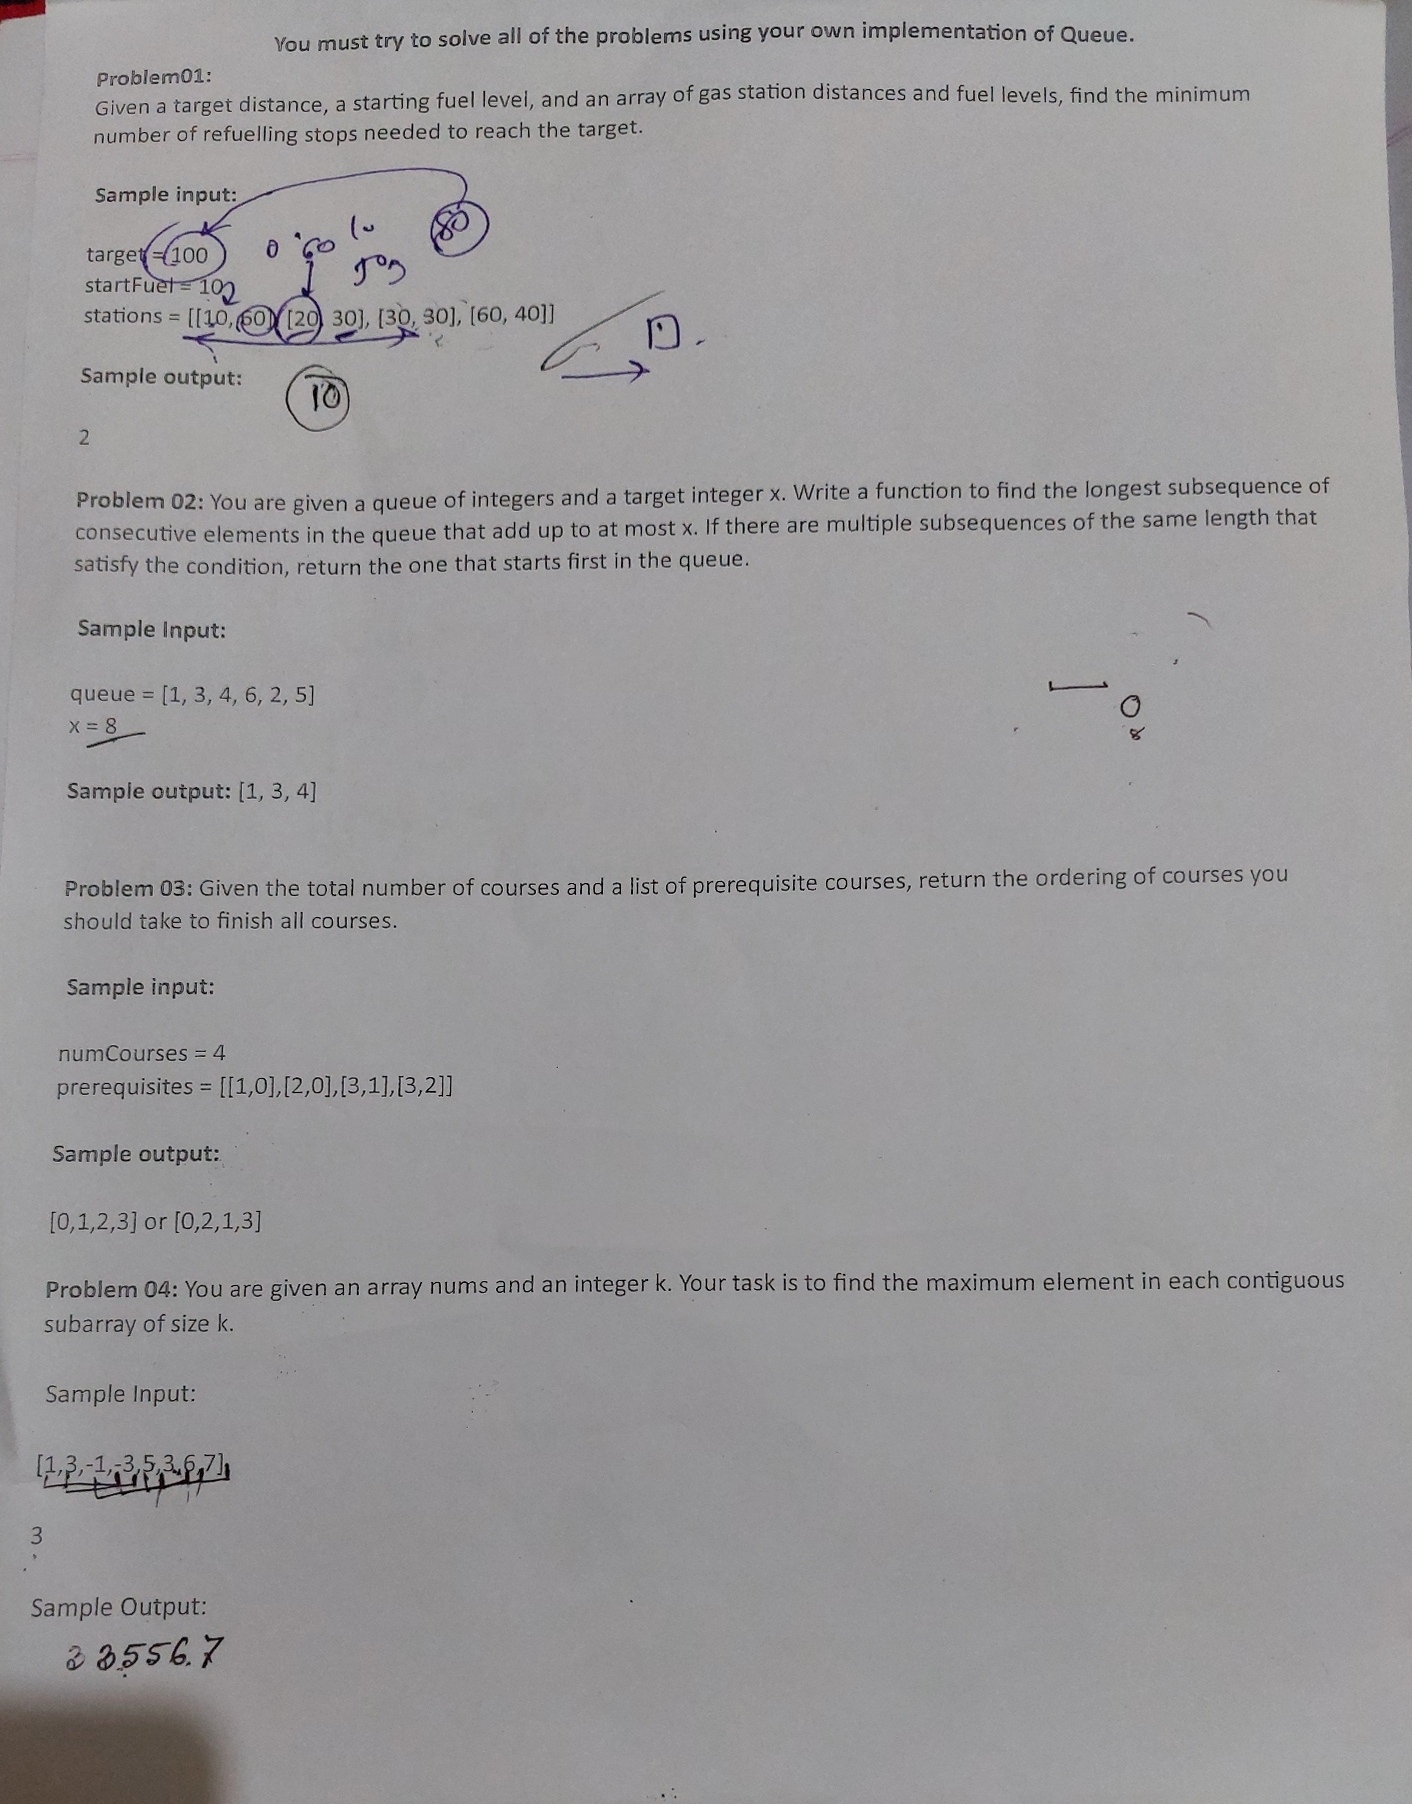 You must try to solve all of the problems using your own implementation of Queue.
Problem01:
Given a target distance, a starting fuel level, and an array of gas station distances and fuel levels, find the minimum
number of refuelling stops needed to reach the target.
Sample input:
80
target = 100
0 60 10
startFuel = 10
stations = [[10, 60], [20, 30], [30, 30], [60, 40]]
Sample output:
10
2
Problem 02: You are given a queue of integers and a target integer x. Write a function to find the longest subsequence of
consecutive elements in the queue that add up to at most x. If there are multiple subsequences of the same length that
satisfy the condition, return the one that starts first in the queue.
Sample Input:
queue = [1, 3, 4, 6, 2, 5]
x = 8
0
8
Sample output: [1, 3, 4]
Problem 03: Given the total number of courses and a list of prerequisite courses, return the ordering of courses you
should take to finish all courses.
Sample input:
numCourses = 4
prerequisites = [[1,0],[2,0],[3,1],[3,2]]
Sample output:
[0,1,2,3] or [0,2,1,3]
Problem 04: You are given an array nums and an integer k. Your task is to find the maximum element in each contiguous
subarray of size k.
Sample Input:
[1,3,-1,-3,5,3,6,7]
3
Sample Output:
3 3 5 5 6 7